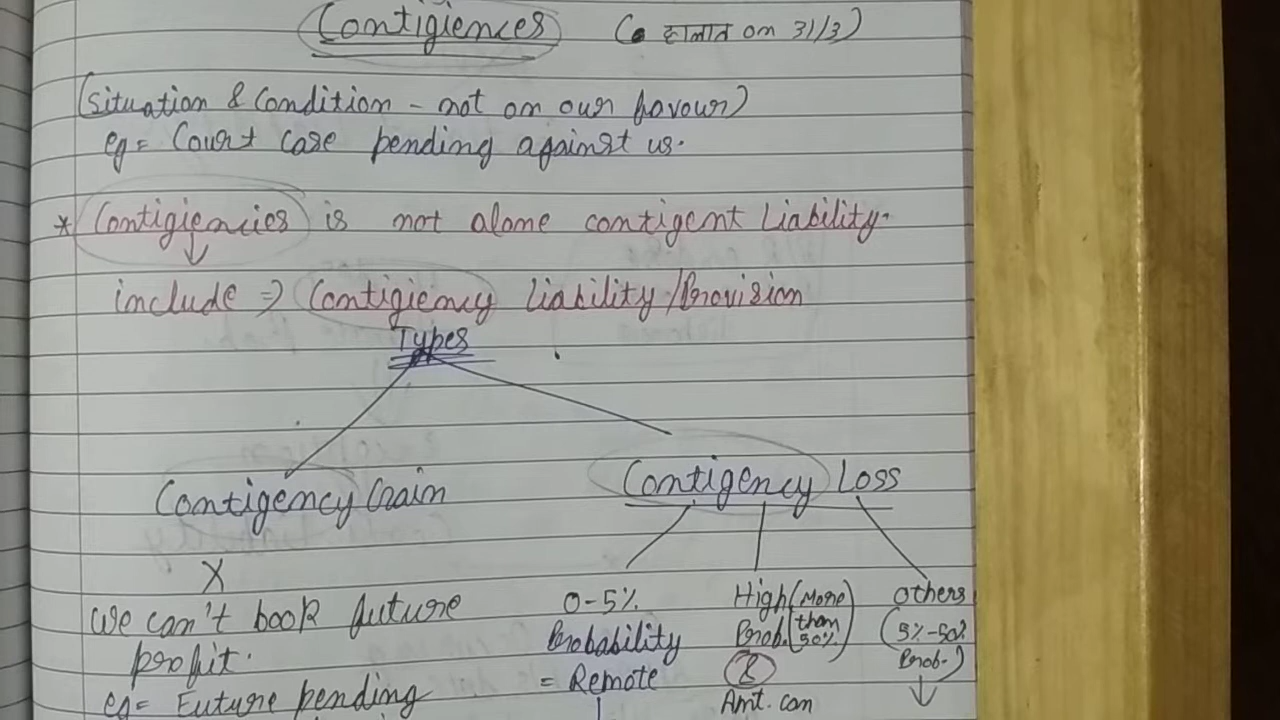 Contigiences (हालात on 31/3)
(Situation & Condition - not on our favour)
eg = Court case pending against us.
* Contigiencies is not alone contigent Liability.
include ⇒ Contigiency Liability/Provision
Types
Contigency Gain
Contigency Loss
X
We can't book future
profit.
eg = Future pending
0-5%
Probability
= Remote
High (More
Prob. than 50%)
&
Amt. can
others
(5%-50%
Prob.)